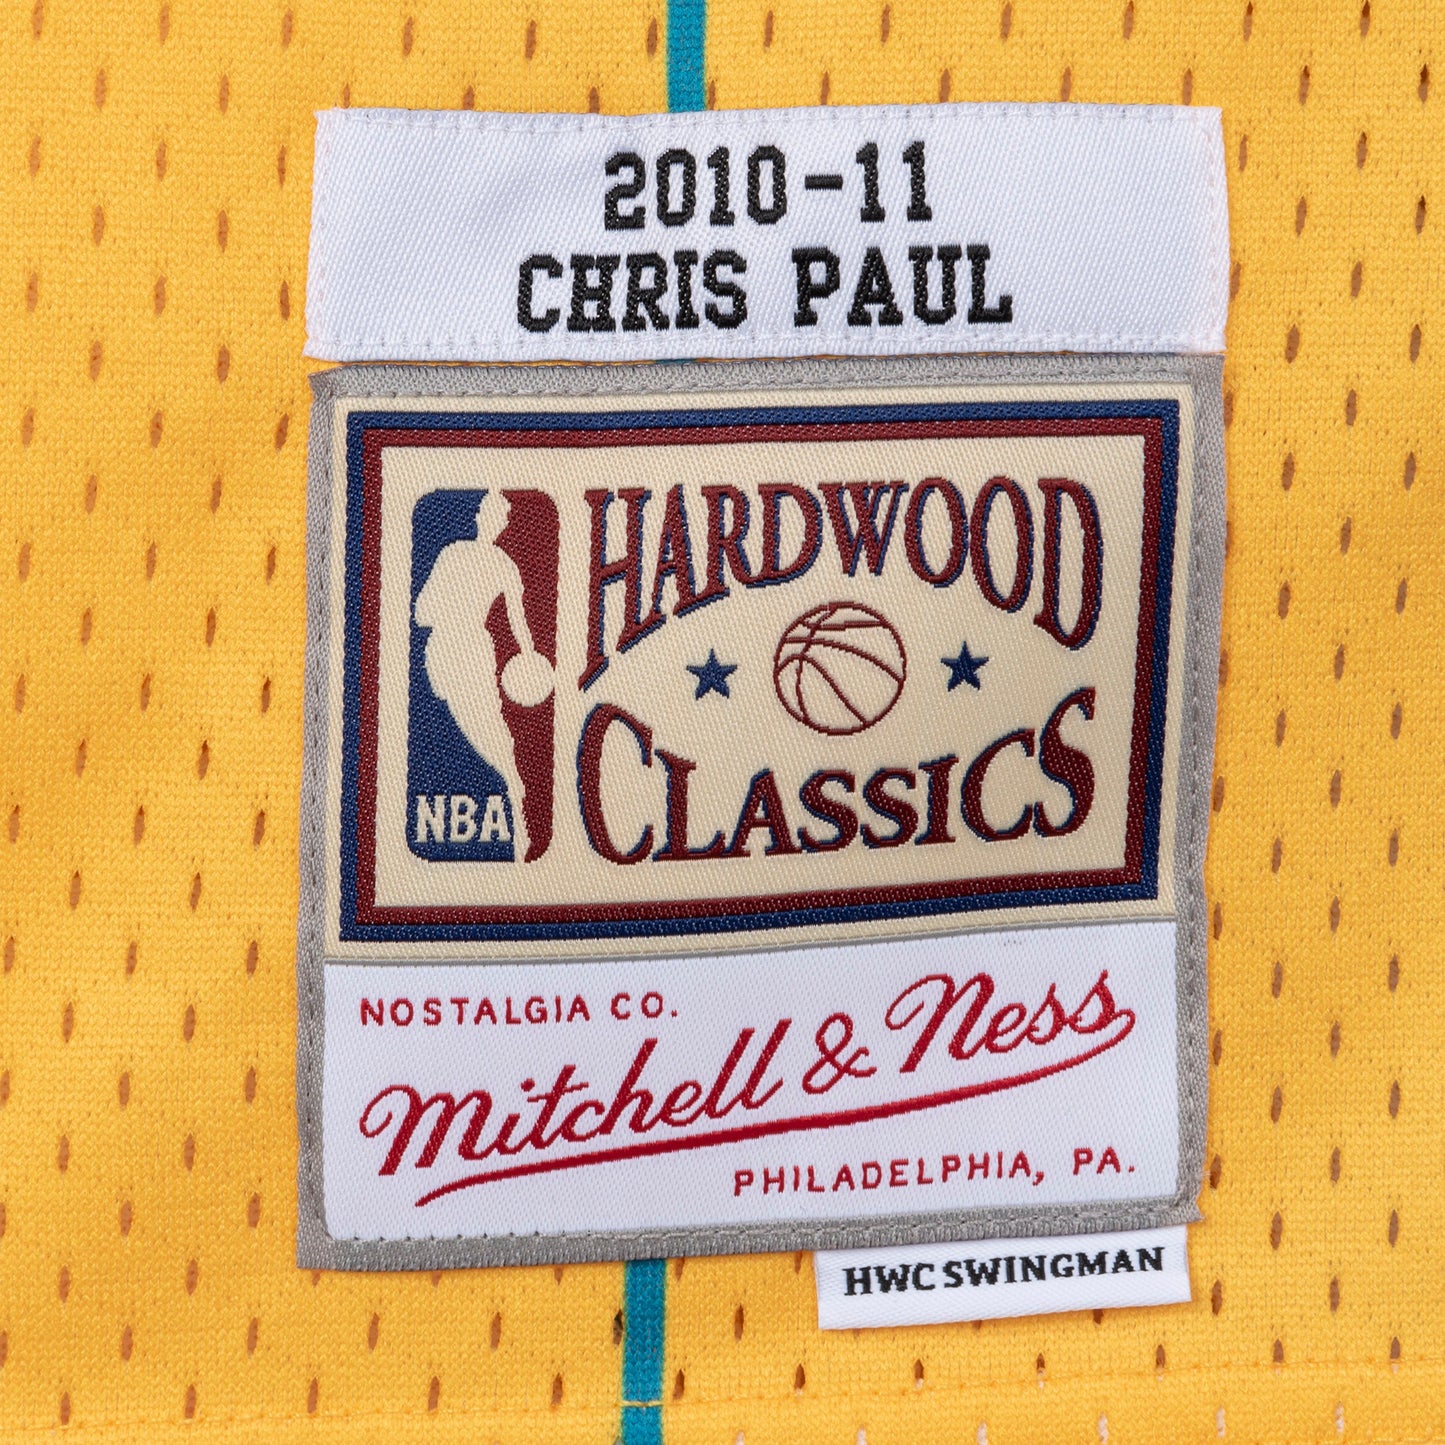 2010-11
CHRIS PAUL
HARDWOOD
CLASSICS
NBA
NOSTALGIA CO.
Mitchell & Ness
PHILADELPHIA, PA.
HWC SWINGMAN